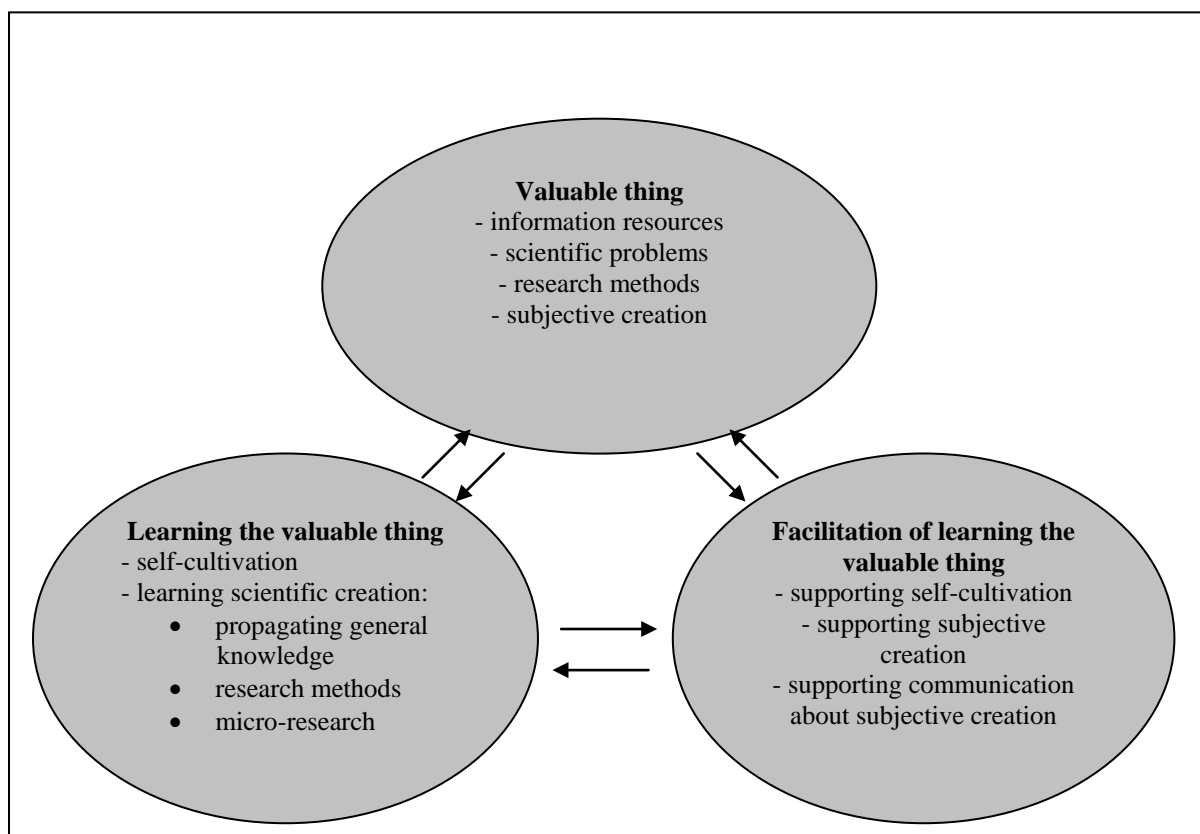 Valuable thing
- information resources
- scientific problems
- research methods
- subjective creation
Learning the valuable thing
- self-cultivation
- learning scientific creation:
• propagating general
knowledge
• research methods
• micro-research
Facilitation of learning the
valuable thing
- supporting self-cultivation
- supporting subjective
creation
- supporting communication
about subjective creation